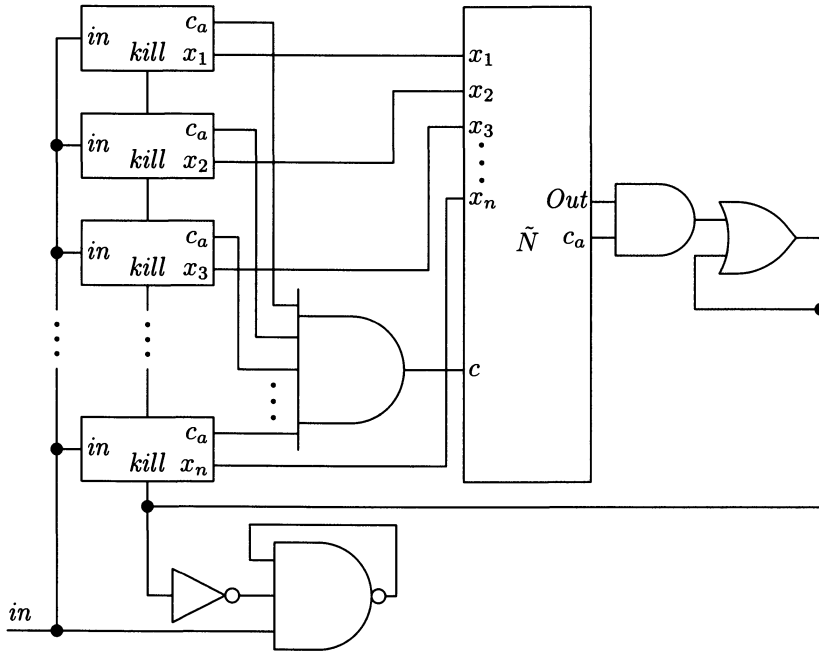 in c_a
kill x_1
in c_a
kill x_2
in c_a
kill x_3
in c_a
kill x_n
x_1
x_2
x_3
x_n
Out
Ñ c_a
c
in